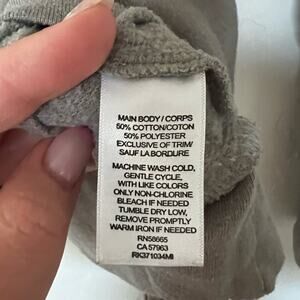 MAIN BODY / CORPS
50% COTTON/COTON
50% POLYESTER
EXCLUSIVE OF TRIM/
SAUF LA BORDURE
MACHINE WASH COLD,
GENTLE CYCLE,
WITH LIKE COLORS
ONLY NON-CHLORINE
BLEACH IF NEEDED
TUMBLE DRY LOW,
REMOVE PROMPTLY
WARM IRON IF NEEDED
RN58665
CA 57963
RK371034MI